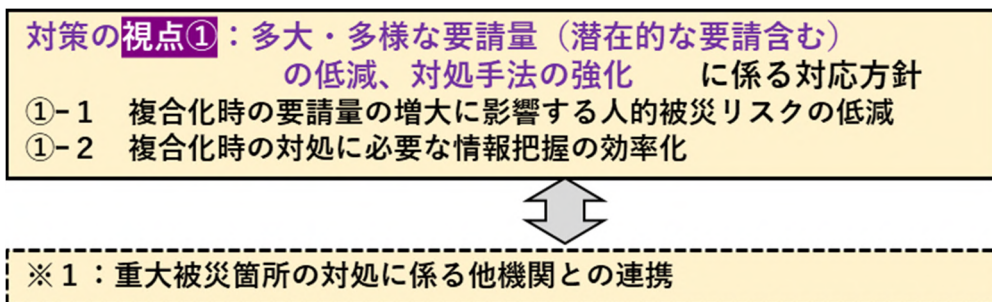 対策の視点①:多大・多様な要請量（潜在的な要請含む）
の低減、対処手法の強化　　に係る対応方針
①-1　複合化時の要請量の増大に影響する人的被災リスクの低減
①-2　複合化時の対処に必要な情報把握の効率化
※1:重大被災箇所の対処に係る他機関との連携